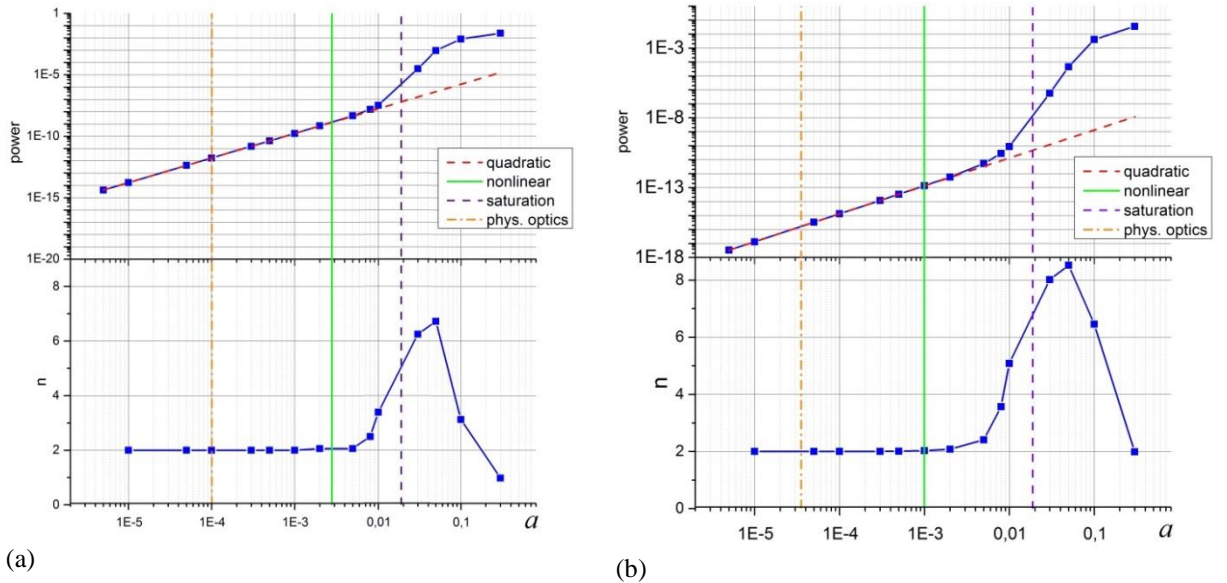 1
1E-5
1E-10
1E-15
1E-20
power
quadratic
nonlinear
saturation
phys. optics
8
6
4
2
0
n
1E-5
1E-4
1E-3
0,01
0,1
a
(a)
1E-3
1E-8
1E-13
1E-18
power
quadratic
nonlinear
saturation
phys. optics
8
6
4
2
0
n
1E-5
1E-4
1E-3
0,01
0,1
a
(b)